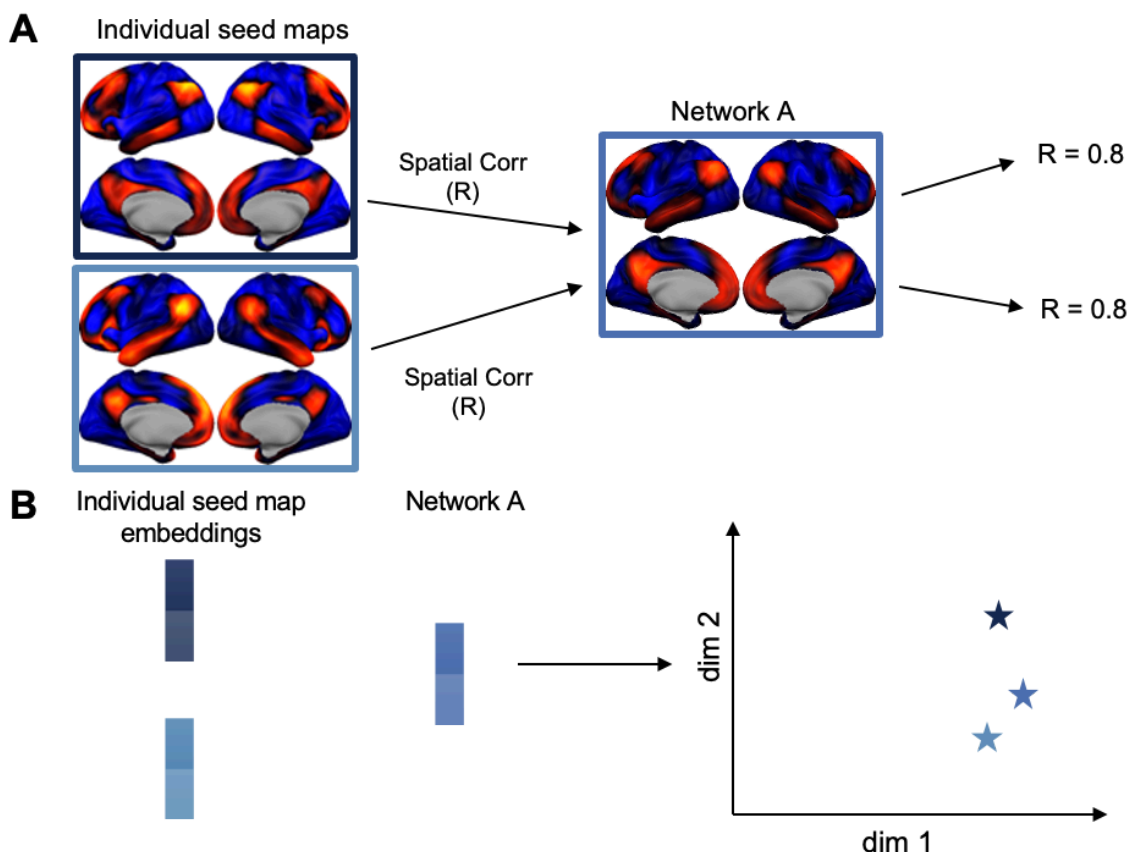 A
Individual seed maps
Network A
Spatial Corr
(R)
R = 0.8
Spatial Corr
(R)
R = 0.8
B
Individual seed map
embeddings
Network A
dim 2
dim 1